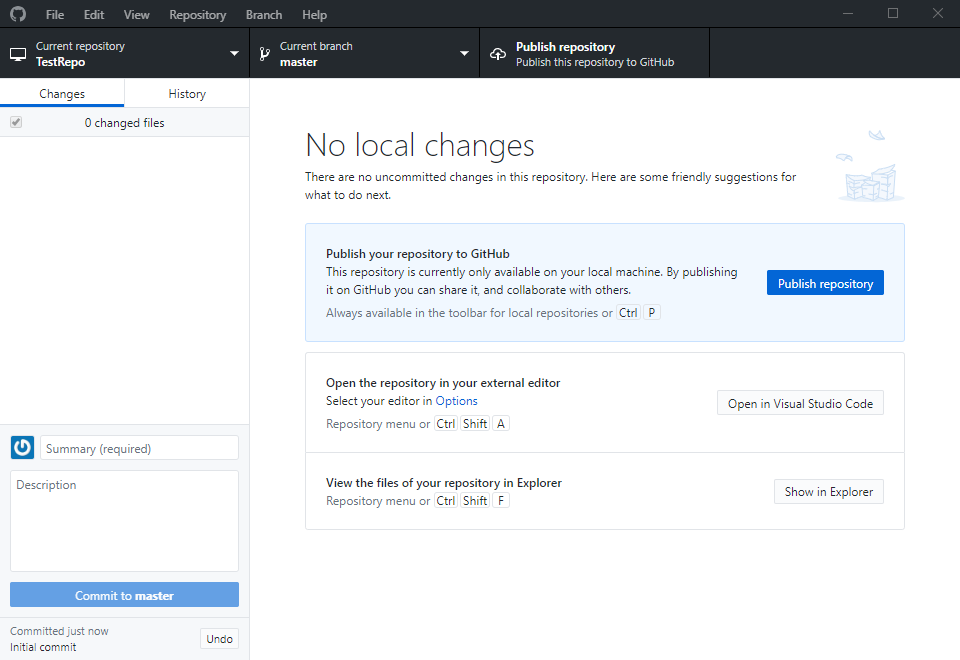 File Edit View Repository Branch Help
Current repository
TestRepo
Current branch
master
Publish repository
Publish this repository to GitHub
Changes History
0 changed files
No local changes
There are no uncommitted changes in this repository. Here are some friendly suggestions for
what to do next.
Publish your repository to GitHub
This repository is currently only available on your local machine. By publishing
it on GitHub you can share it, and collaborate with others.
Always available in the toolbar for local repositories or Ctrl P
Publish repository
Open the repository in your external editor
Select your editor in Options
Repository menu or Ctrl Shift A
Open in Visual Studio Code
View the files of your repository in Explorer
Repository menu or Ctrl Shift F
Show in Explorer
Summary (required)
Description
Commit to master
Committed just now
Initial commit
Undo